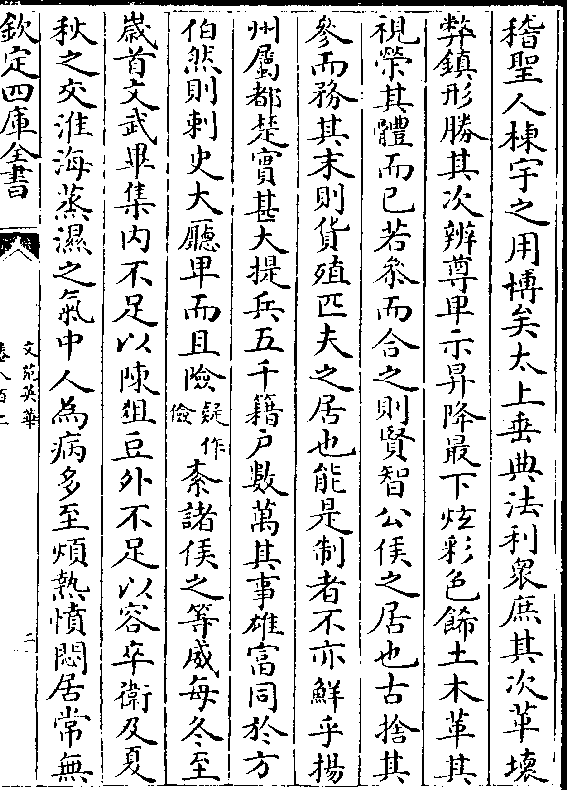 稽聖人棟宇之用博矣太上垂典法利衆庶其次革壞
弊鎮形勝其次辨尊卑示昇降最下炫彩色飾土木革其
視榮其體而已若叅而合之則賢智公侯之居也古捨其
參而務其末則貨殖匹夫之居也能是制者不亦鮮乎揚
州屬都楚實甚大提兵五千籍戸數萬其事雄富同於方
伯然則刺史大廳卑而且險疑作儉紊諸侯之等威每冬至
嵗首文武畢集内不足以陳俎豆外不足以容卒衛及夏
秋之交淮海蒸濕之氣中人為病多至煩熱憤悶居常無
欽定四庫全書
文苑英華
卷八百二
二